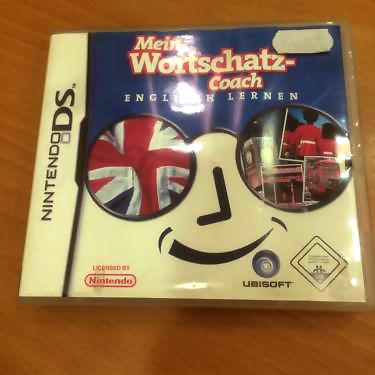 Mein
Wortschatz-
Coach
ENGLISCH LERNEN
NINTENDO DS
LICENSED BY
Nintendo
UBISOFT